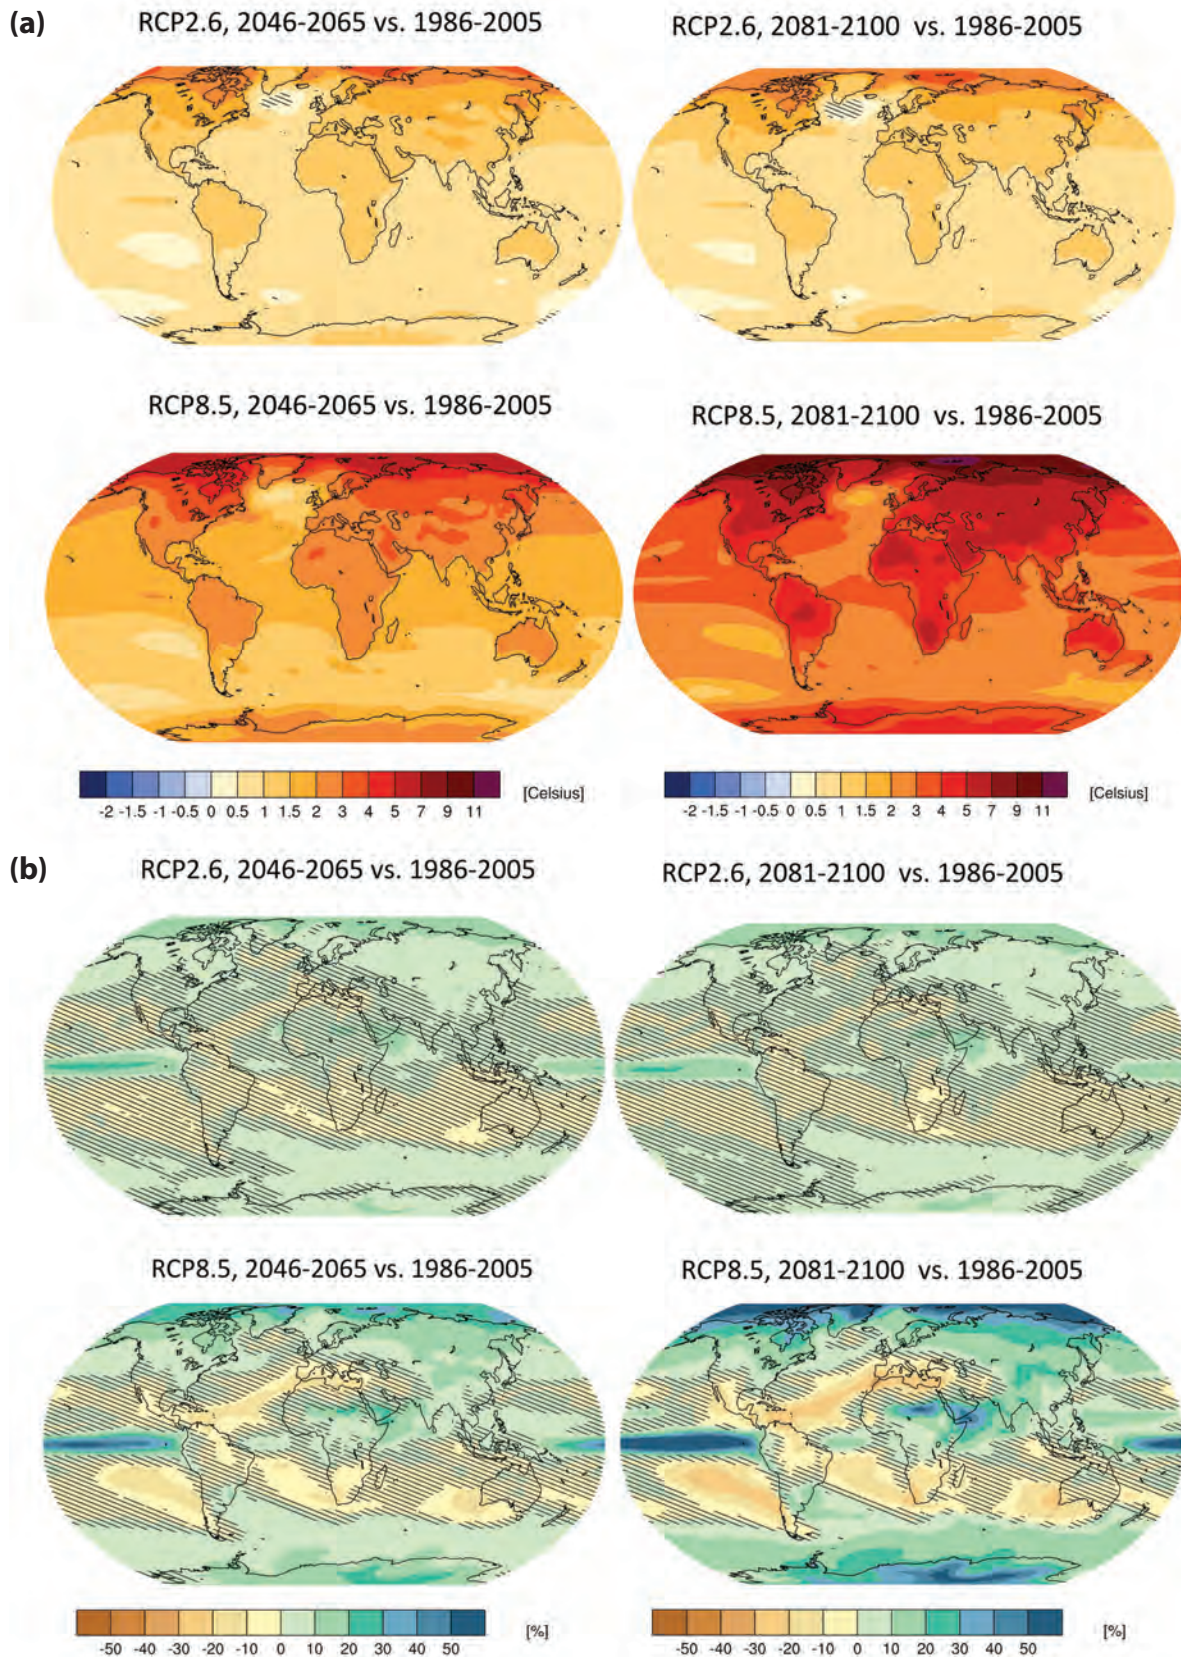 (a)
RCP2.6, 2046-2065 vs. 1986-2005
RCP2.6, 2081-2100 vs. 1986-2005
RCP8.5, 2046-2065 vs. 1986-2005
RCP8.5, 2081-2100 vs. 1986-2005
-2 -1.5 -1 -0.5 0 0.5 1 1.5 2 3 4 5 7 9 11 [Celsius]
-2 -1.5 -1 -0.5 0 0.5 1 1.5 2 3 4 5 7 9 11 [Celsius]
(b)
RCP2.6, 2046-2065 vs. 1986-2005
RCP2.6, 2081-2100 vs. 1986-2005
RCP8.5, 2046-2065 vs. 1986-2005
RCP8.5, 2081-2100 vs. 1986-2005
-50 -40 -30 -20 -10 0 10 20 30 40 50 [%]
-50 -40 -30 -20 -10 0 10 20 30 40 50 [%]